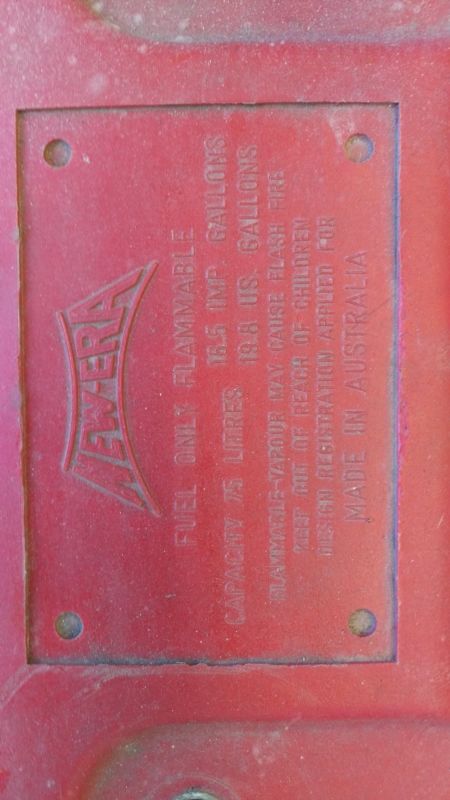 NEW ERA
FUEL ONLY FLAMMABLE
CAPACITY 75 LITRES 16.5 IMP. GALLONS
19.8 US. GALLONS
FLAMMABLE-VAPOUR MAY CAUSE FLASH FIRE
KEEP OUT OF REACH OF CHILDREN
DESIGN REGISTRATION APPLIED FOR
MADE IN AUSTRALIA